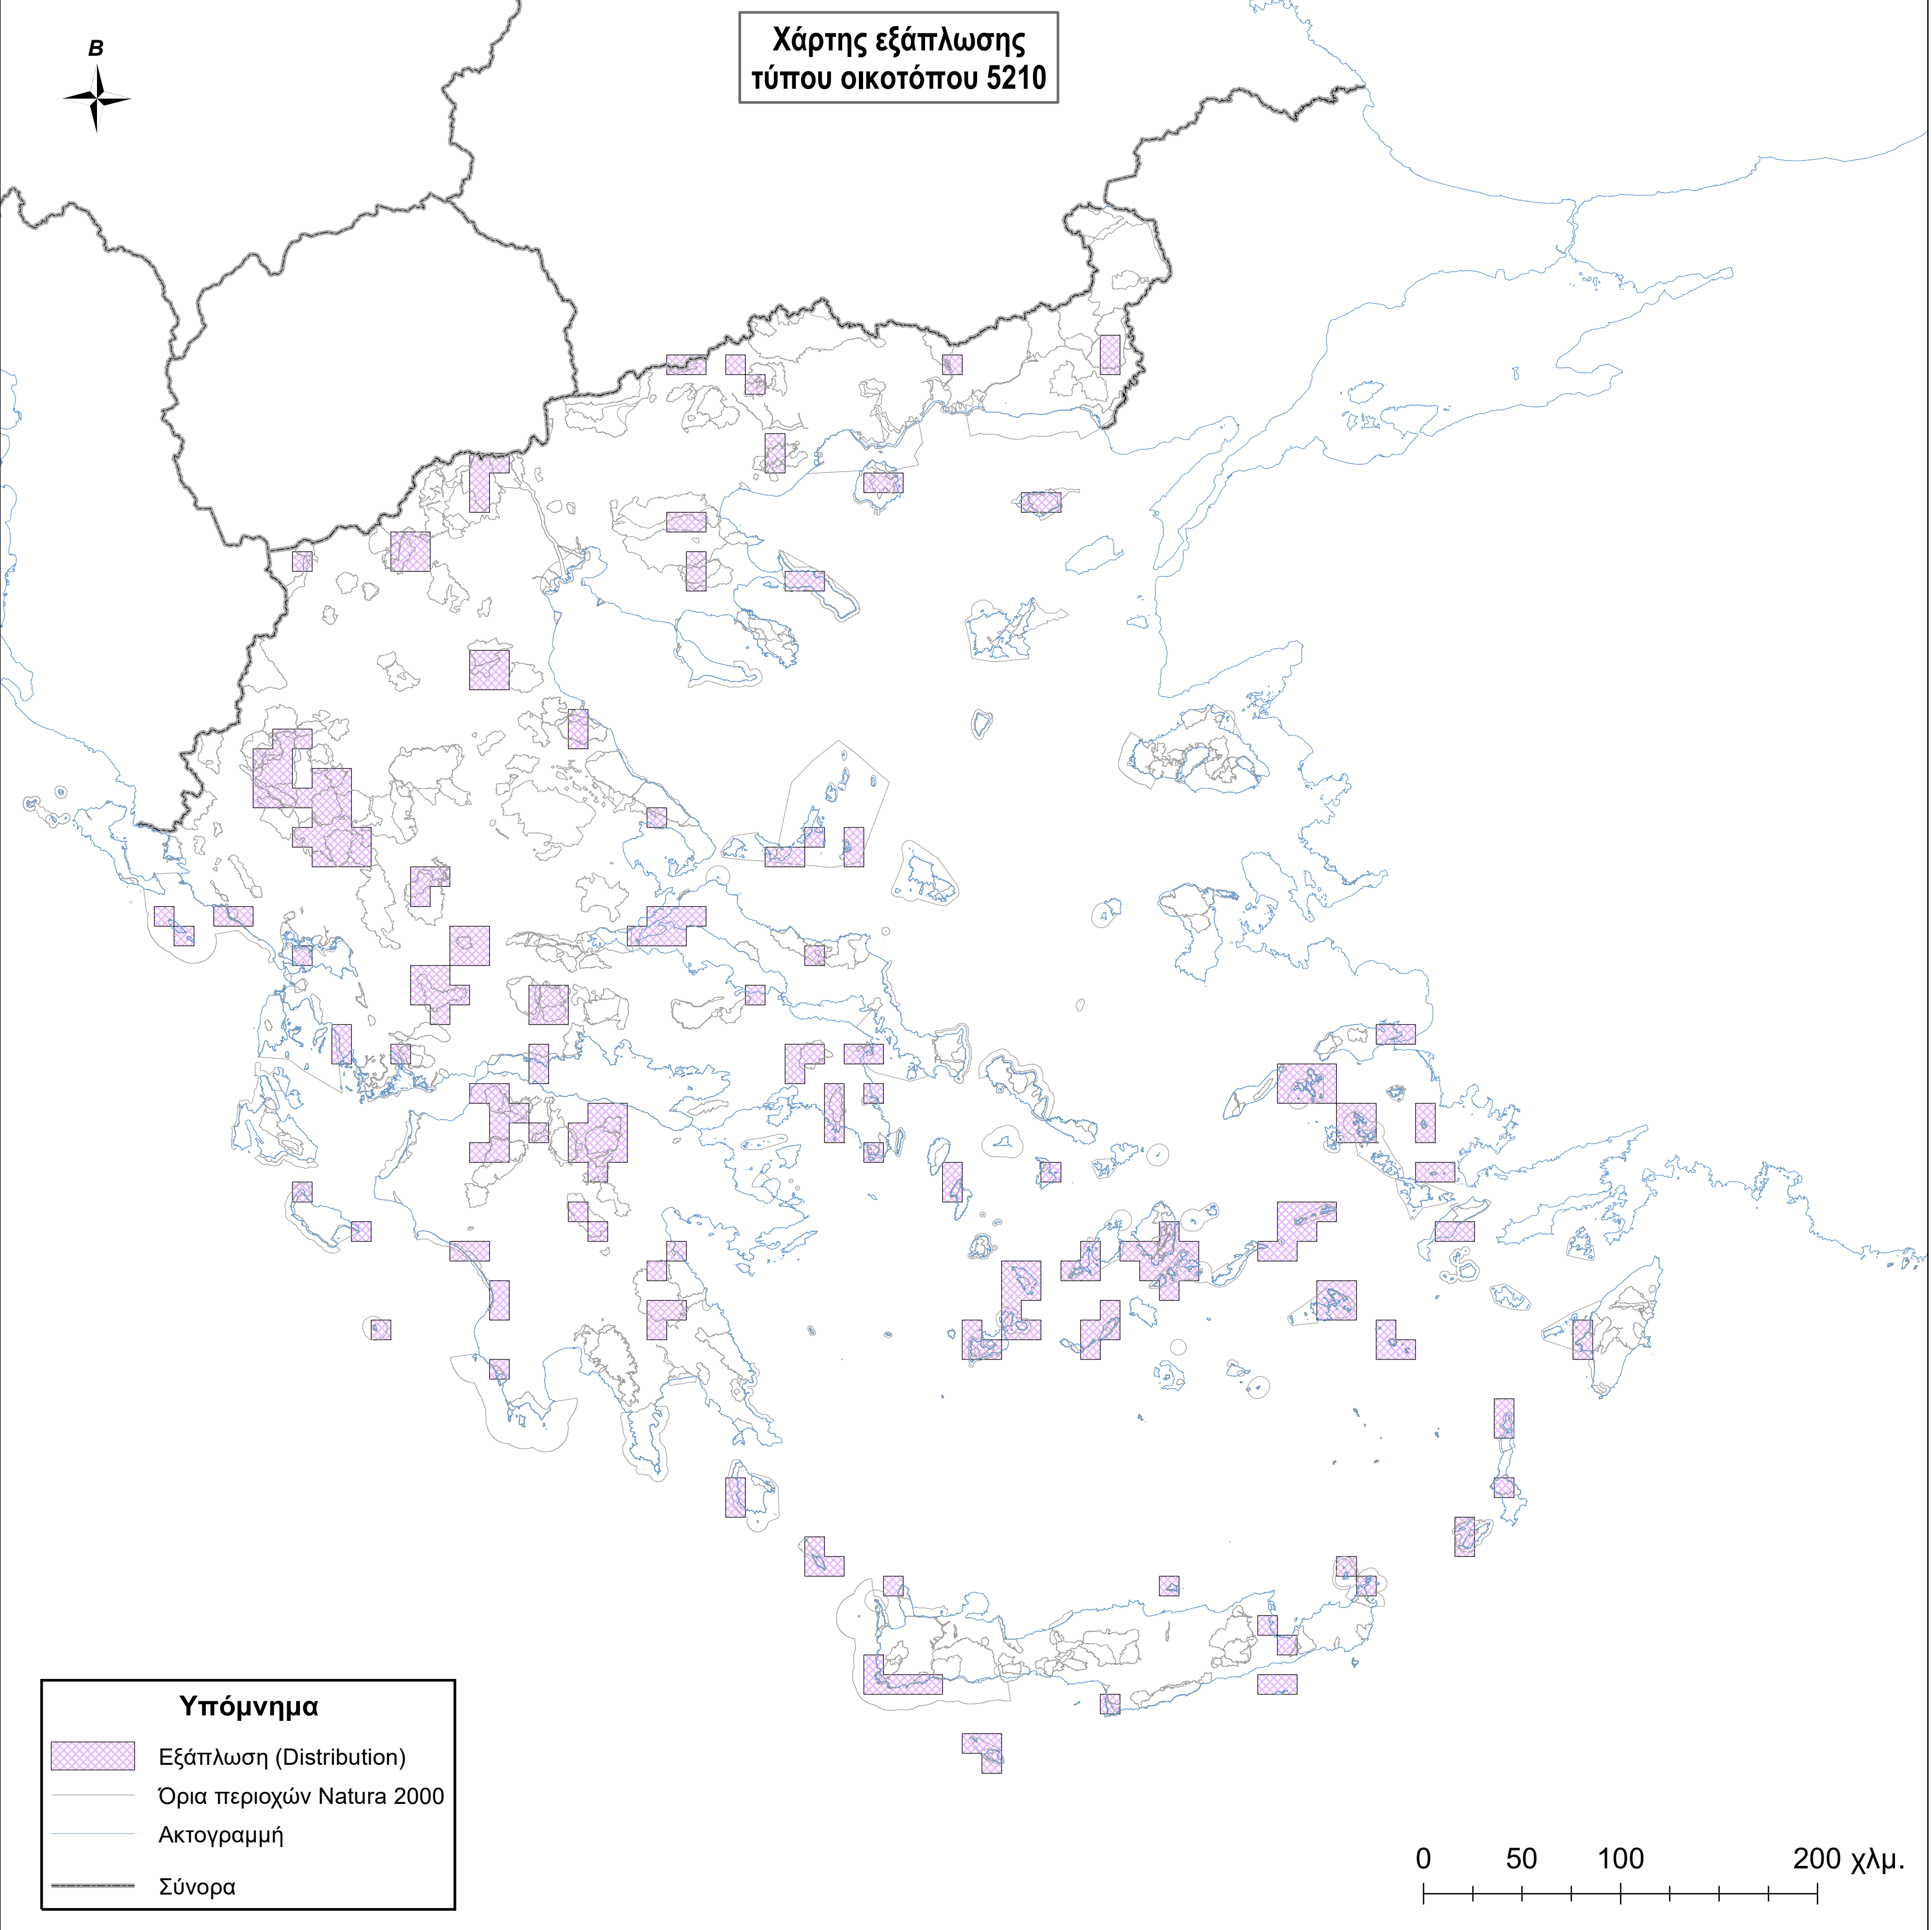 Χάρτης εξάπλωσης
τύπου οικοτόπου 5210
Β
Υπόμνημα
Εξάπλωση (Distribution)
Όρια περιοχών Natura 2000
Ακτογραμμή
Σύνορα
0 50 100 200 χλμ.